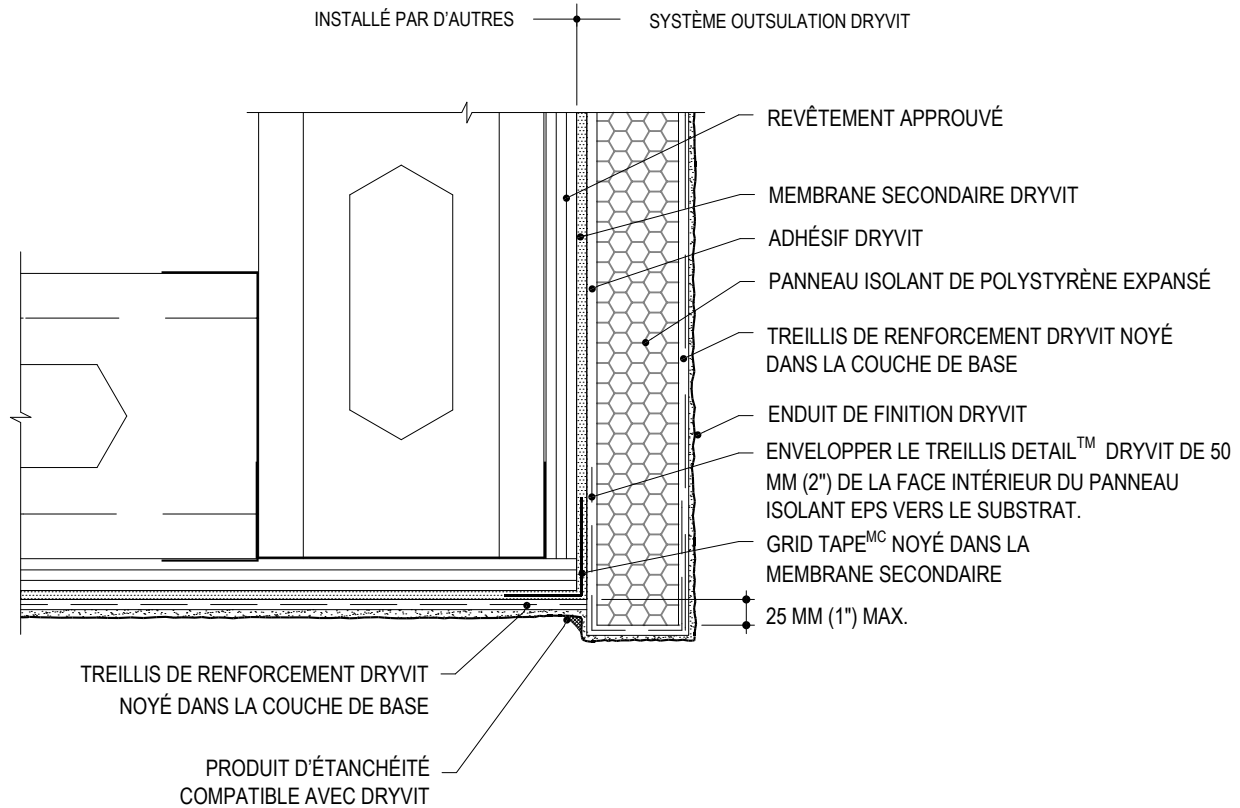 INSTALLÉ PAR D'AUTRES
SYSTÈME OUTSULATION DRYVIT
REVÊTEMENT APPROUVÉ
MEMBRANE SECONDAIRE DRYVIT
ADHÉSIF DRYVIT
PANNEAU ISOLANT DE POLYSTYRÈNE EXPANSÉ
TREILLIS DE RENFORCEMENT DRYVIT NOYÉ
DANS LA COUCHE DE BASE
ENDUIT DE FINITION DRYVIT
ENVELOPPER LE TREILLIS DETAIL™ DRYVIT DE 50
MM (2") DE LA FACE INTÉRIEUR DU PANNEAU
ISOLANT EPS VERS LE SUBSTRAT.
GRID TAPEMC NOYÉ DANS LA
MEMBRANE SECONDAIRE
25 MM (1") MAX.
TREILLIS DE RENFORCEMENT DRYVIT
NOYÉ DANS LA COUCHE DE BASE
PRODUIT D'ÉTANCHÉITÉ
COMPATIBLE AVEC DRYVIT